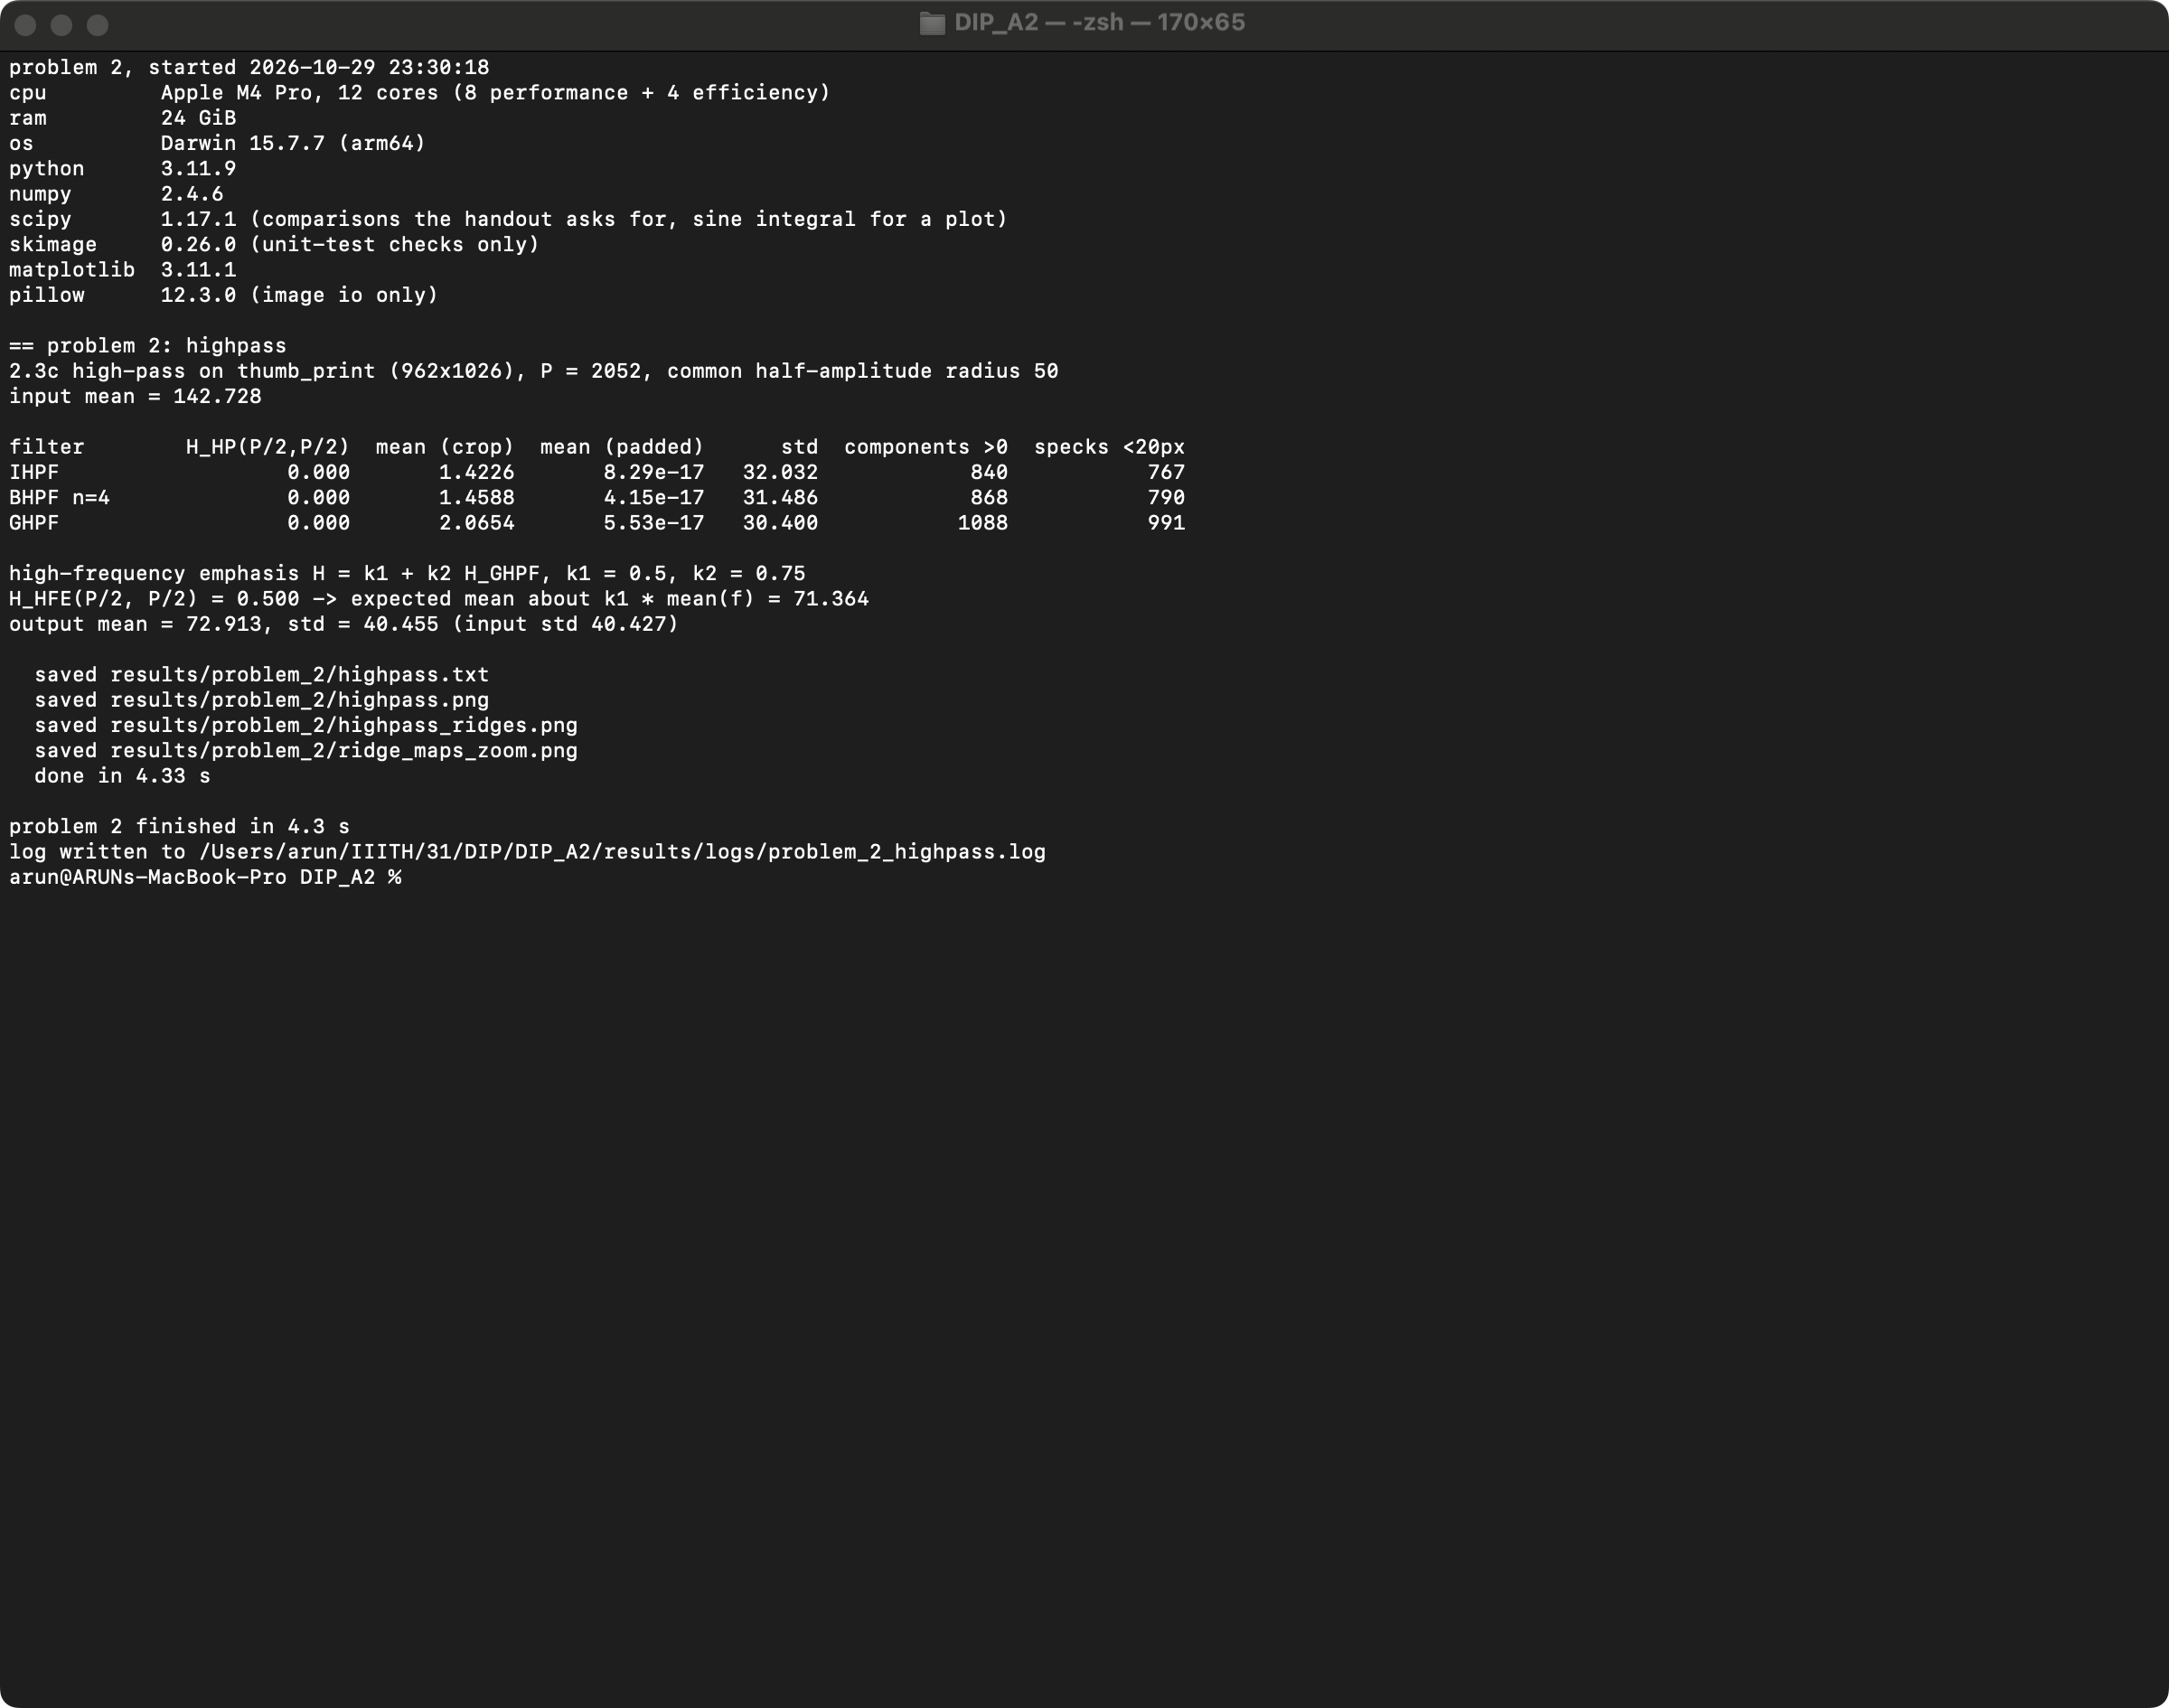 DIP_A2 — -zsh — 170×65
problem 2, started 2026-10-29 23:30:18
cpu         Apple M4 Pro, 12 cores (8 performance + 4 efficiency)
ram         24 GiB
os          Darwin 15.7.7 (arm64)
python      3.11.9
numpy       2.4.6
scipy       1.17.1 (comparisons the handout asks for, sine integral for a plot)
skimage     0.26.0 (unit-test checks only)
matplotlib  3.11.1
pillow      12.3.0 (image io only)
== problem 2: highpass
2.3c high-pass on thumb_print (962x1026), P = 2052, common half-amplitude radius 50
input mean = 142.728
filter        H_HP(P/2,P/2)  mean (crop)  mean (padded)      std  components >0  specks <20px
IHPF                  0.000       1.4226       8.29e-17   32.032            840           767
BHPF n=4              0.000       1.4588       4.15e-17   31.486            868           790
GHPF                  0.000       2.0654       5.53e-17   30.400           1088           991
high-frequency emphasis H = k1 + k2 H_GHPF, k1 = 0.5, k2 = 0.75
H_HFE(P/2, P/2) = 0.500 -> expected mean about k1 * mean(f) = 71.364
output mean = 72.913, std = 40.455 (input std 40.427)
  saved results/problem_2/highpass.txt
  saved results/problem_2/highpass.png
  saved results/problem_2/highpass_ridges.png
  saved results/problem_2/ridge_maps_zoom.png
  done in 4.33 s
problem 2 finished in 4.3 s
log written to /Users/arun/IIITH/31/DIP/DIP_A2/results/logs/problem_2_highpass.log
arun@ARUNs-MacBook-Pro DIP_A2 %